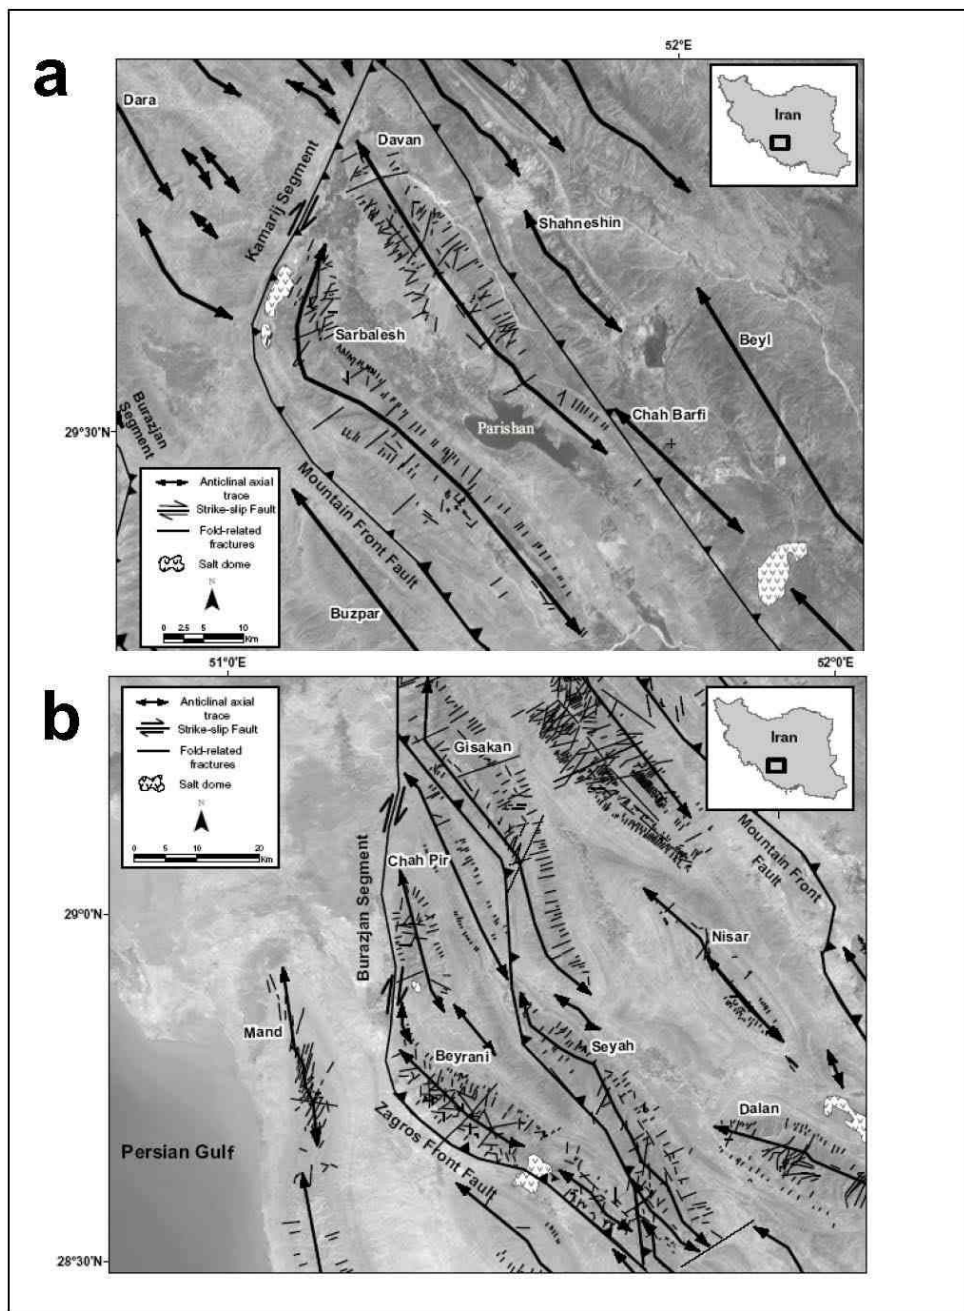 a
52°E
Iran
Dara
Davan
Kamarij Segment
Shahneshin
Sarbalesh
Beyl
Chah Barfi
Burazjan
Segment
29°30'N
Parishan
Mountain Front Fault
Buzpar
Anticlinal axial
trace
Strike-slip Fault
Fold-related
fractures
Salt dome
N
0 2.5 5 10
Km
51°0'E
52°0'E
b
Anticlinal axial
trace
Strike-slip Fault
Fold-related
fractures
Salt dome
N
0 5 10 20
Km
Iran
Gisakan
Mountain Front
Fault
Chah Pir
Burazjan Segment
29°0'N
Nisar
Mand
Seyah
Beyrani
Dalan
Zagros Front Fault
Persian Gulf
28°30'N